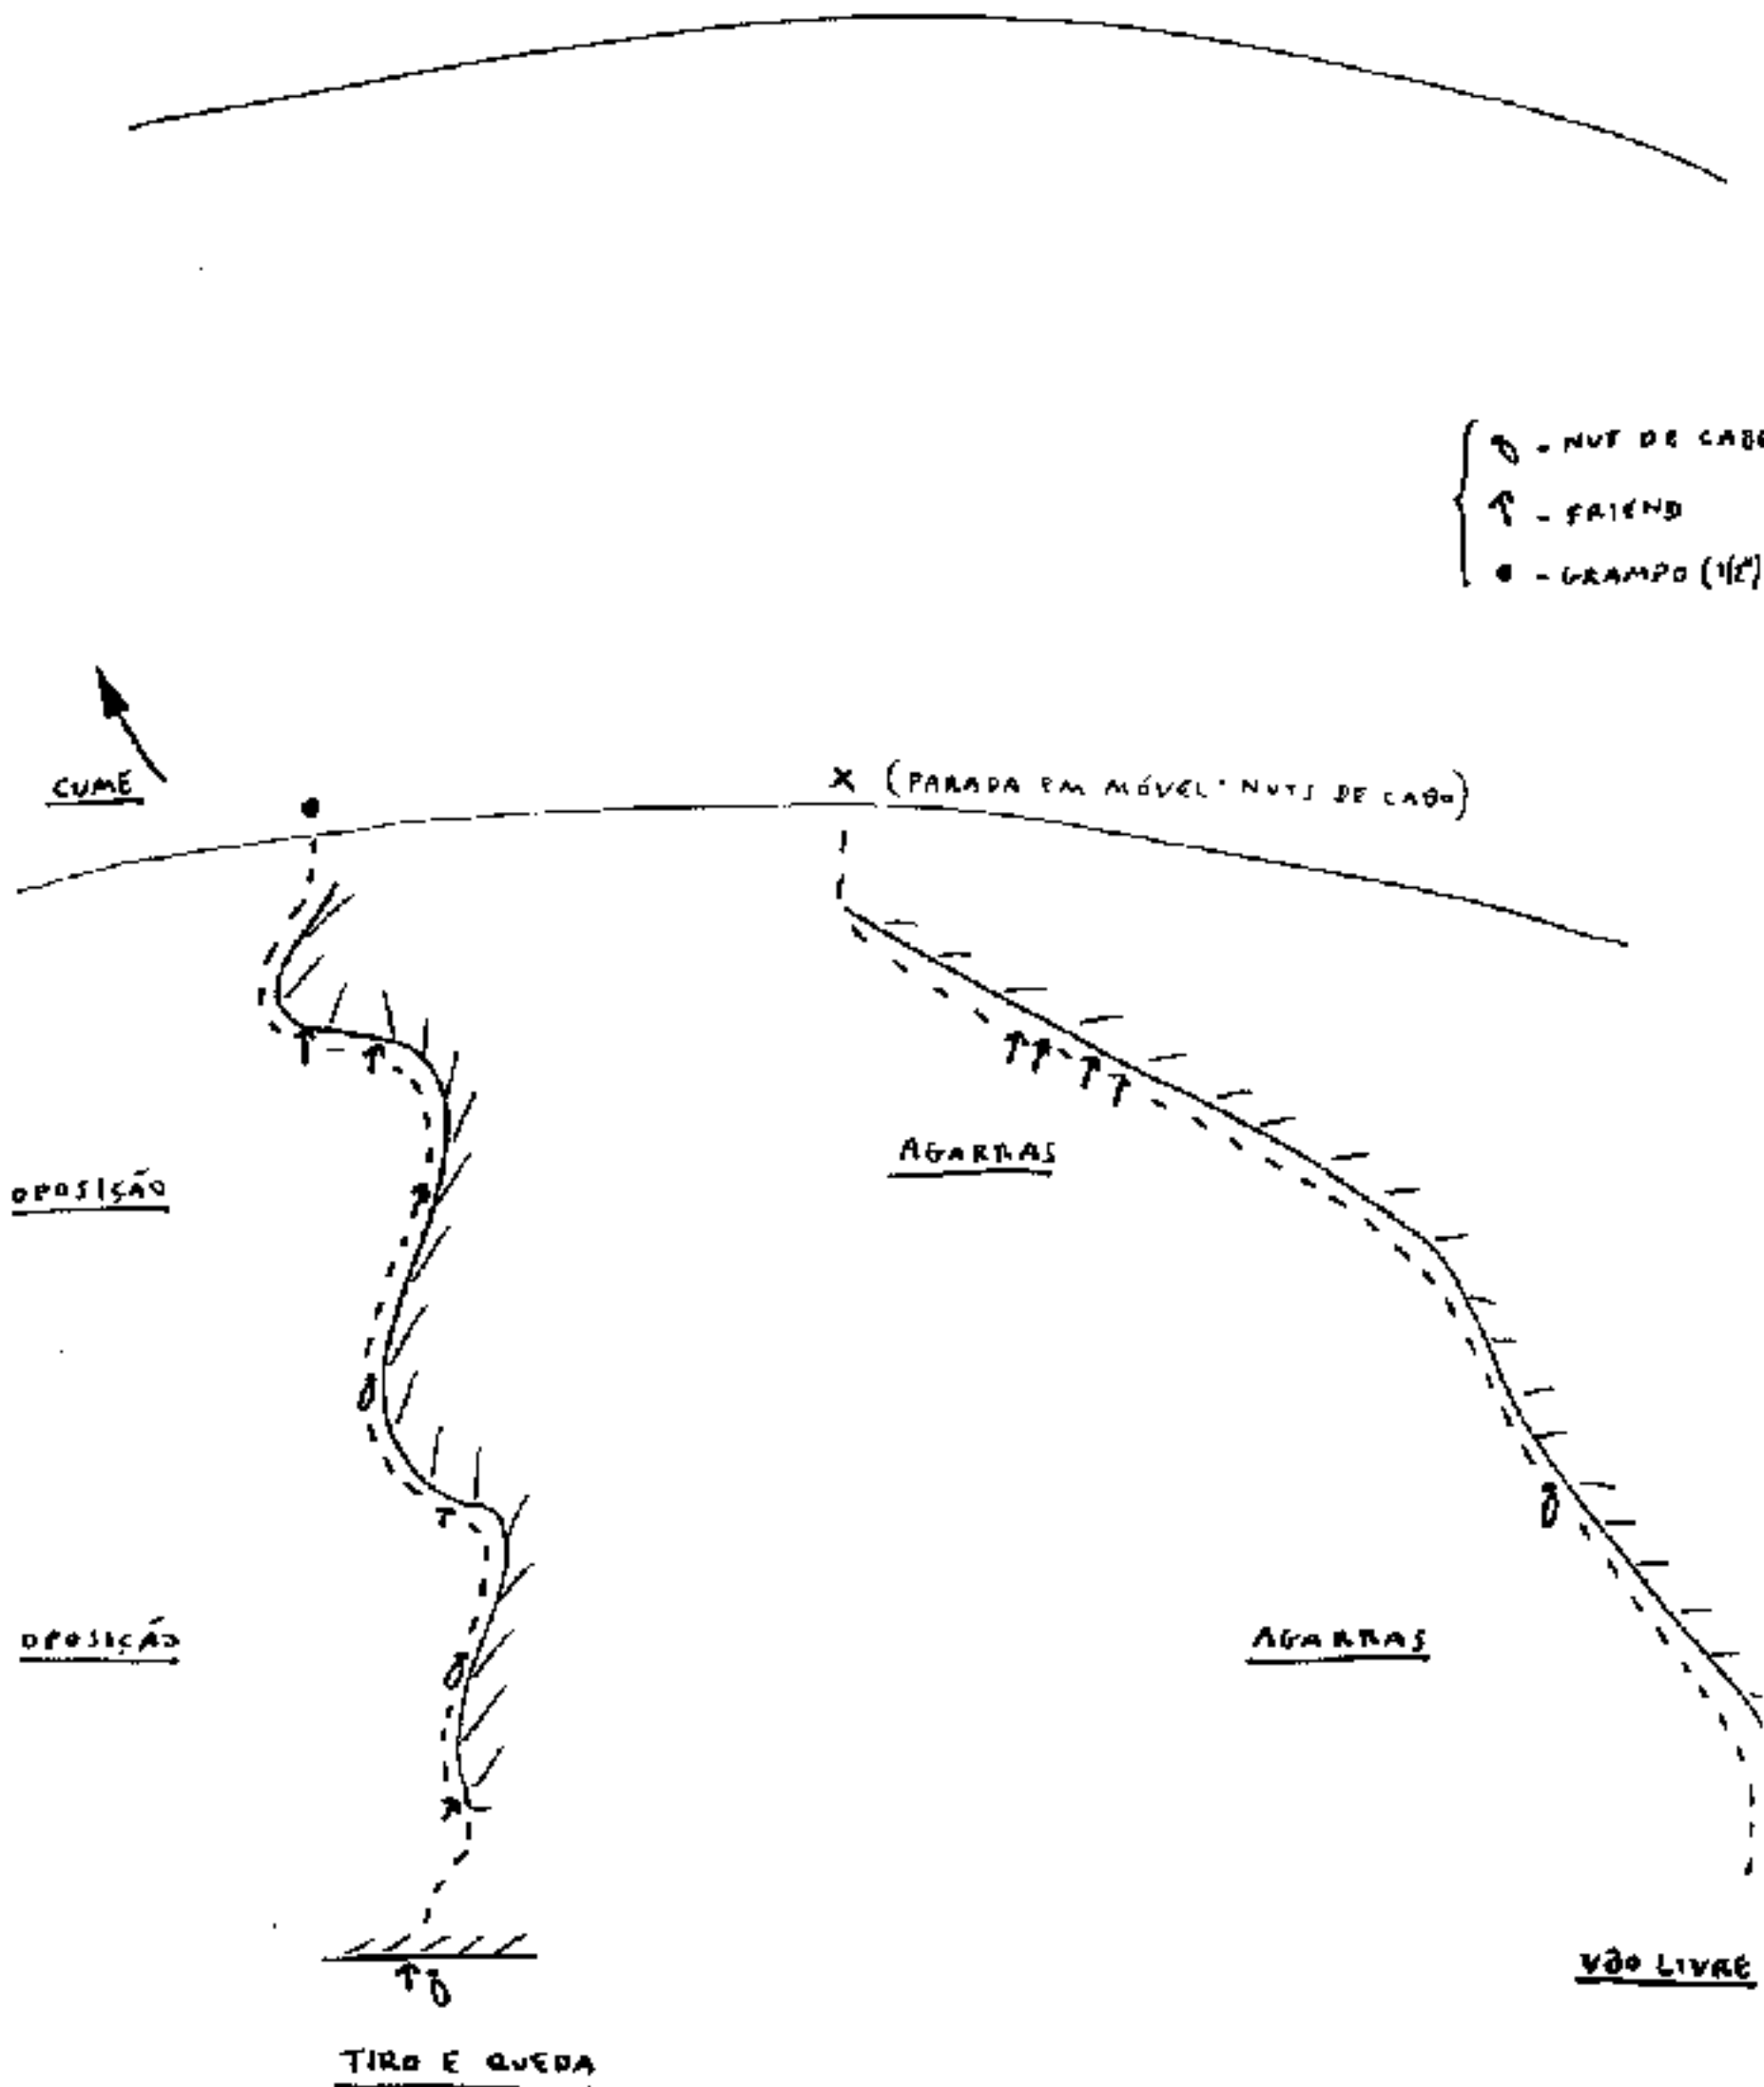 - NUT DE CABO
- FRIEND
- GRAMPO (1/2")
CUME
X (PARADA EM MÓVEL · NUTS DE CABO)
AGARRAS
OPOSIÇÃO
AGARRAS
OPOSIÇÃO
VÔO LIVRE
TIRO E QUEDA